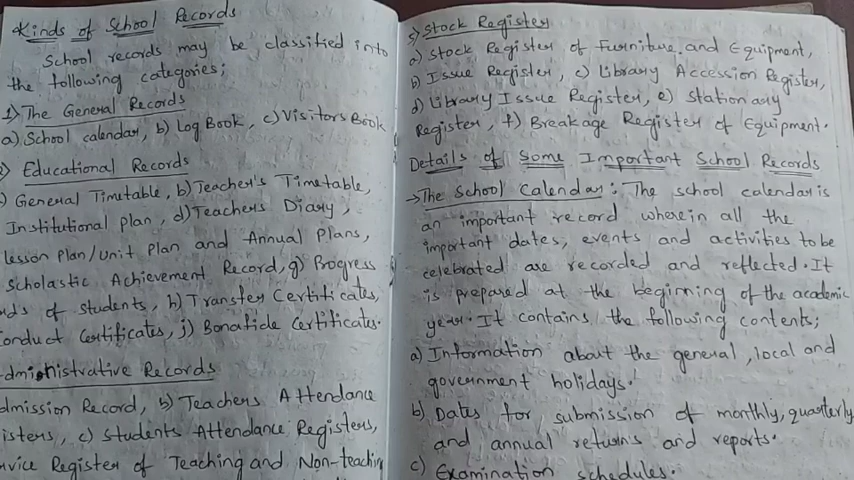 Kinds of School Records
School records may be classified into
the following categories;
1) The General Records
a) School calendar, b) Log Book, c) Visitors Book
) Educational Records
) General Timetable, b) Teacher's Timetable,
Institutional plan, d) Teachers Diary,
lesson Plan/Unit Plan and Annual Plans,
Scholastic Achievement Record, g) Progress
of students, h) Transfer Certificates,
onduct Certificates, j) Bonafide Certificates.
dministrative Records
dmission Record, b) Teachers Attendance
isters, c) Students Attendance Registers,
vice Register of Teaching and Non-teaching
5) Stock Register
a) Stock Register of Furniture and Equipment,
b) Issue Register, c) Library Accession Register,
d) Library Issue Register, e) Stationary
Register, f) Breakage Register of Equipment.
Details of Some Important School Records
→The School Calendar: The school calendar is
an important record wherein all the
important dates, events and activities to be
celebrated are recorded and reflected. It
is prepared at the beginning of the academic
year. It contains the following contents;
a) Information about the general, local and
government holidays.
b) Dates for submission of monthly, quarterly
and annual returns and reports.
c) Examination schedules.